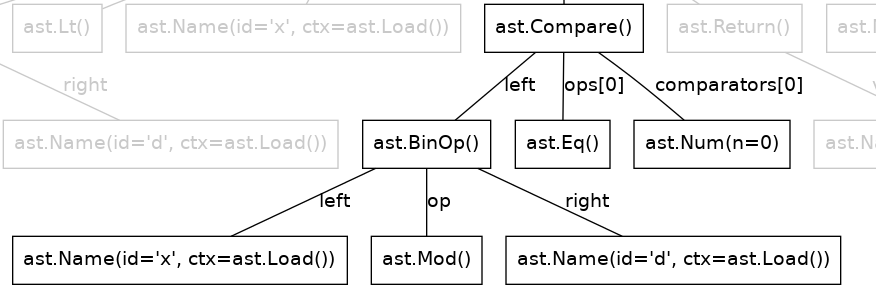 ast.Lt()
ast.Name(id='x', ctx=ast.Load())
ast.Compare()
ast.Return()
right
left
ops[0]
comparators[0]
ast.Name(id='d', ctx=ast.Load())
ast.BinOp()
ast.Eq()
ast.Num(n=0)
left
op
right
ast.Name(id='x', ctx=ast.Load())
ast.Mod()
ast.Name(id='d', ctx=ast.Load())